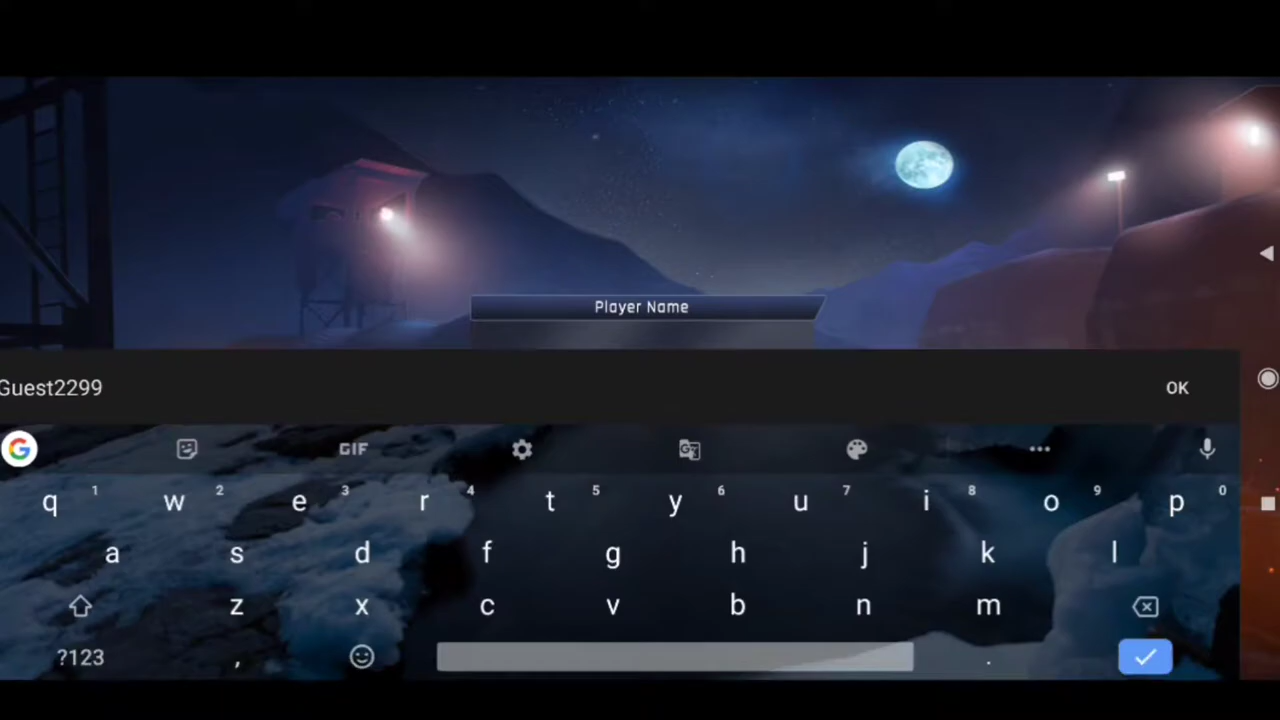 Player Name
Guest2299
OK
GIF
q 1 w 2 e 3 r 4 t 5 y 6 u 7 i 8 o 9 p 0
a s d f g h j k l
z x c v b n m
?123 , .